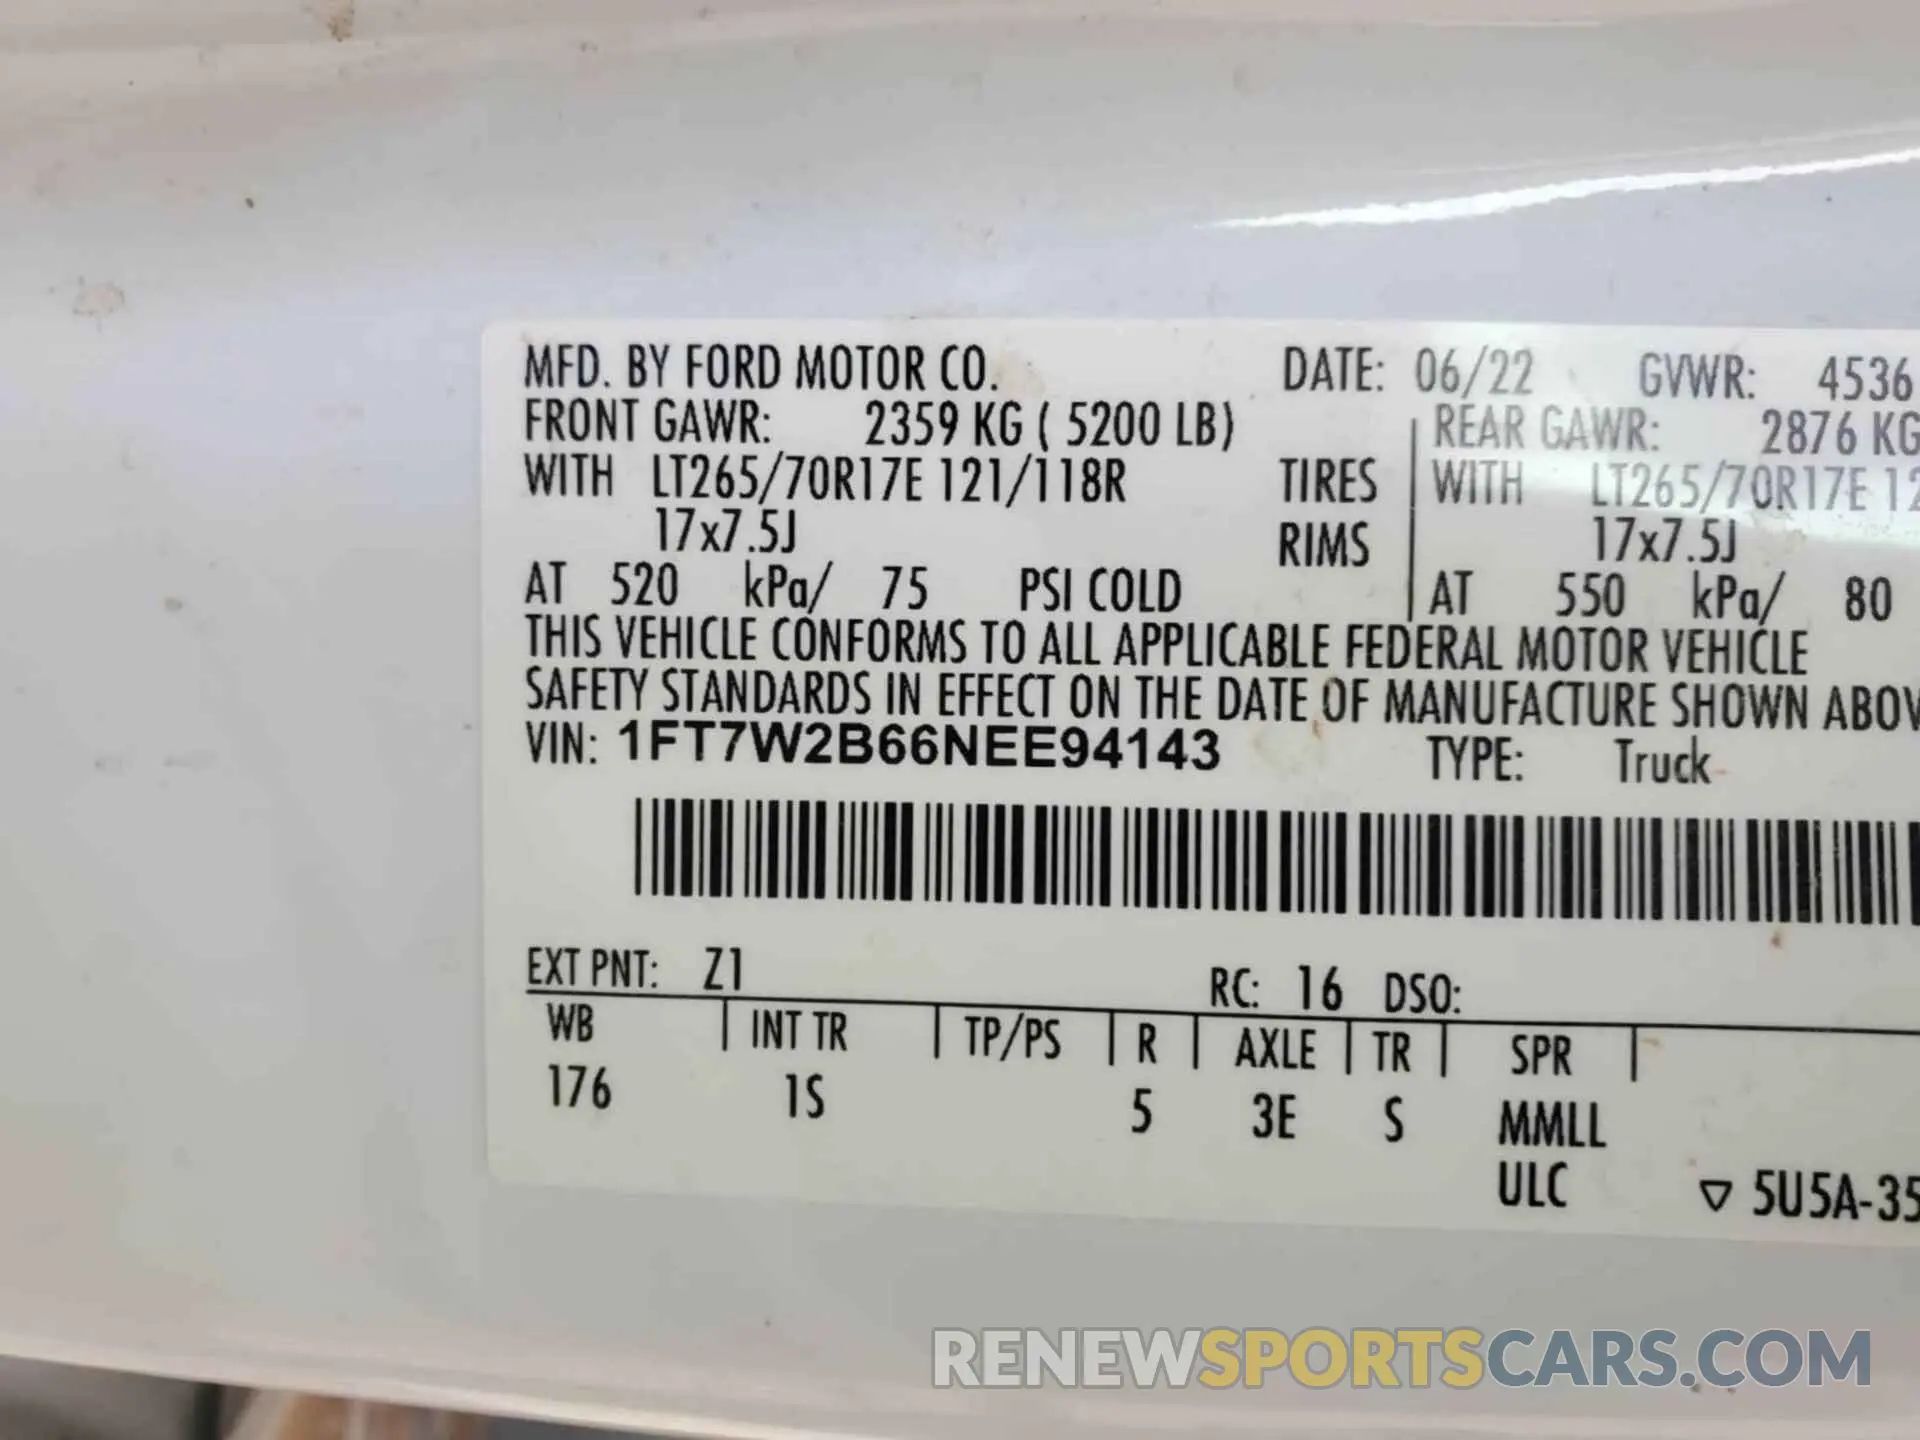 MFD. BY FORD MOTOR CO. DATE: 06/22 GVWR: 4536
FRONT GAWR: 2359 KG ( 5200 LB) REAR GAWR: 2876 KG
WITH LT265/70R17E 121/118R TIRES WITH LT265/70R17E 12
17x7.5J RIMS 17x7.5J
AT 520 kPa/ 75 PSI COLD AT 550 kPa/ 80
THIS VEHICLE CONFORMS TO ALL APPLICABLE FEDERAL MOTOR VEHICLE
SAFETY STANDARDS IN EFFECT ON THE DATE OF MANUFACTURE SHOWN ABOV
VIN: 1FT7W2B66NEE94143 TYPE: Truck
EXT PNT: Z1 RC: 16 DSO:
WB INT TR TP/PS R AXLE TR SPR
176 1S 5 3E S MMLL
ULC ▽ 5U5A-35
RENEWSPORTSCARS.COM